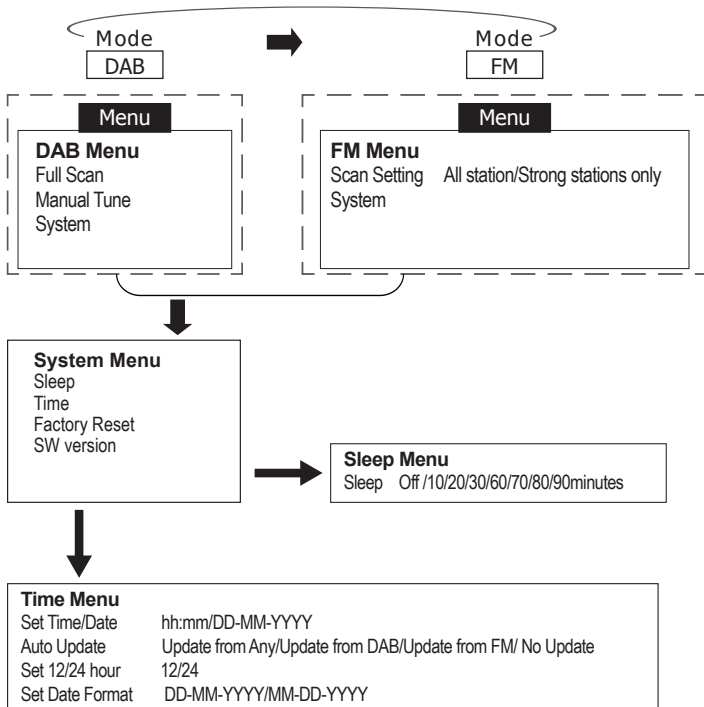 Mode
DAB
Mode
FM
Menu
DAB Menu
Full Scan
Manual Tune
System
Menu
FM Menu
Scan Setting All station/Strong stations only
System
System Menu
Sleep
Time
Factory Reset
SW version
Sleep Menu
Sleep Off /10/20/30/60/70/80/90minutes
Time Menu
Set Time/Date hh:mm/DD-MM-YYYY
Auto Update Update from Any/Update from DAB/Update from FM/ No Update
Set 12/24 hour 12/24
Set Date Format DD-MM-YYYY/MM-DD-YYYY